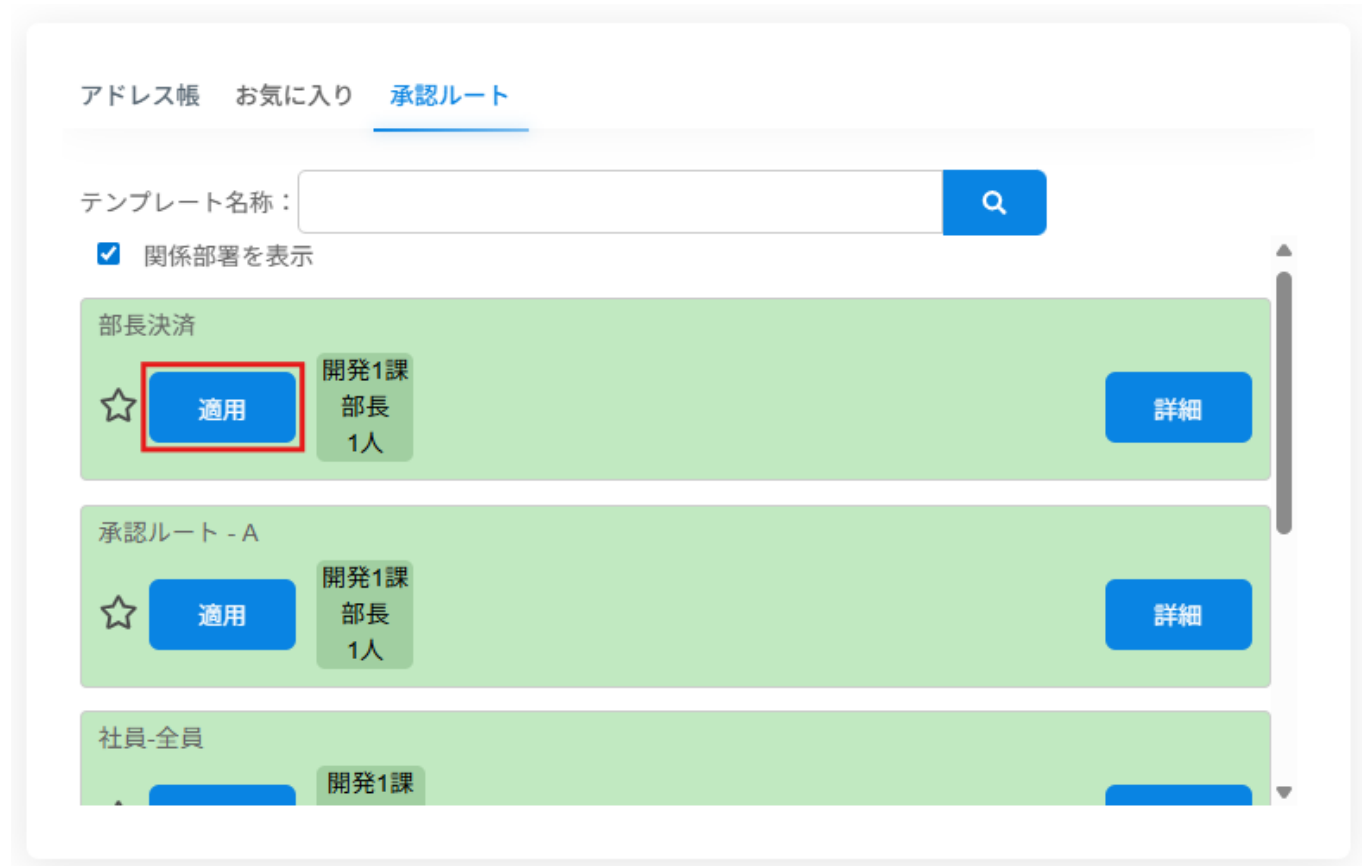 アドレス帳 お気に入り 承認ルート
テンプレート名称：
関係部署を表示
部長決済
適用
開発1課
部長
1人
詳細
承認ルート - A
適用
開発1課
部長
1人
詳細
社員-全員
開発1課